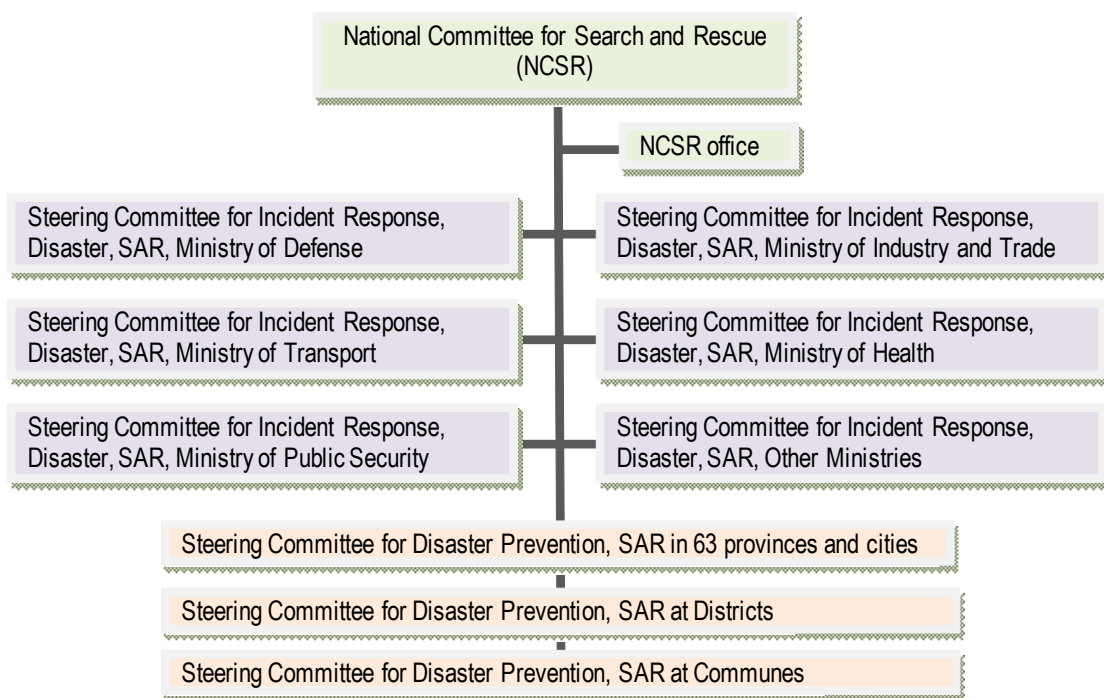 National Committee for Search and Rescue
(NCSR)
NCSR office
Steering Committee for Incident Response,
Disaster, SAR, Ministry of Defense
Steering Committee for Incident Response,
Disaster, SAR, Ministry of Industry and Trade
Steering Committee for Incident Response,
Disaster, SAR, Ministry of Transport
Steering Committee for Incident Response,
Disaster, SAR, Ministry of Health
Steering Committee for Incident Response,
Disaster, SAR, Ministry of Public Security
Steering Committee for Incident Response,
Disaster, SAR, Other Ministries
Steering Committee for Disaster Prevention, SAR in 63 provinces and cities
Steering Committee for Disaster Prevention, SAR at Districts
Steering Committee for Disaster Prevention, SAR at Communes